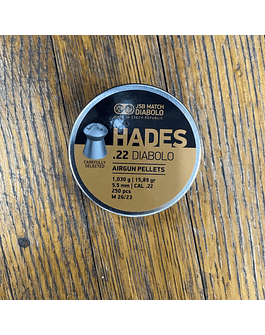 JSB MATCH
DIABOLO
MADE IN CZECH REPUBLIC
HADES
.22 DIABOLO
AIRGUN PELLETS
CAREFULLY
SELECTED
1,030 g | 15,89 gr
5.5 mm | CAL .22
250 pcs
M 26/23